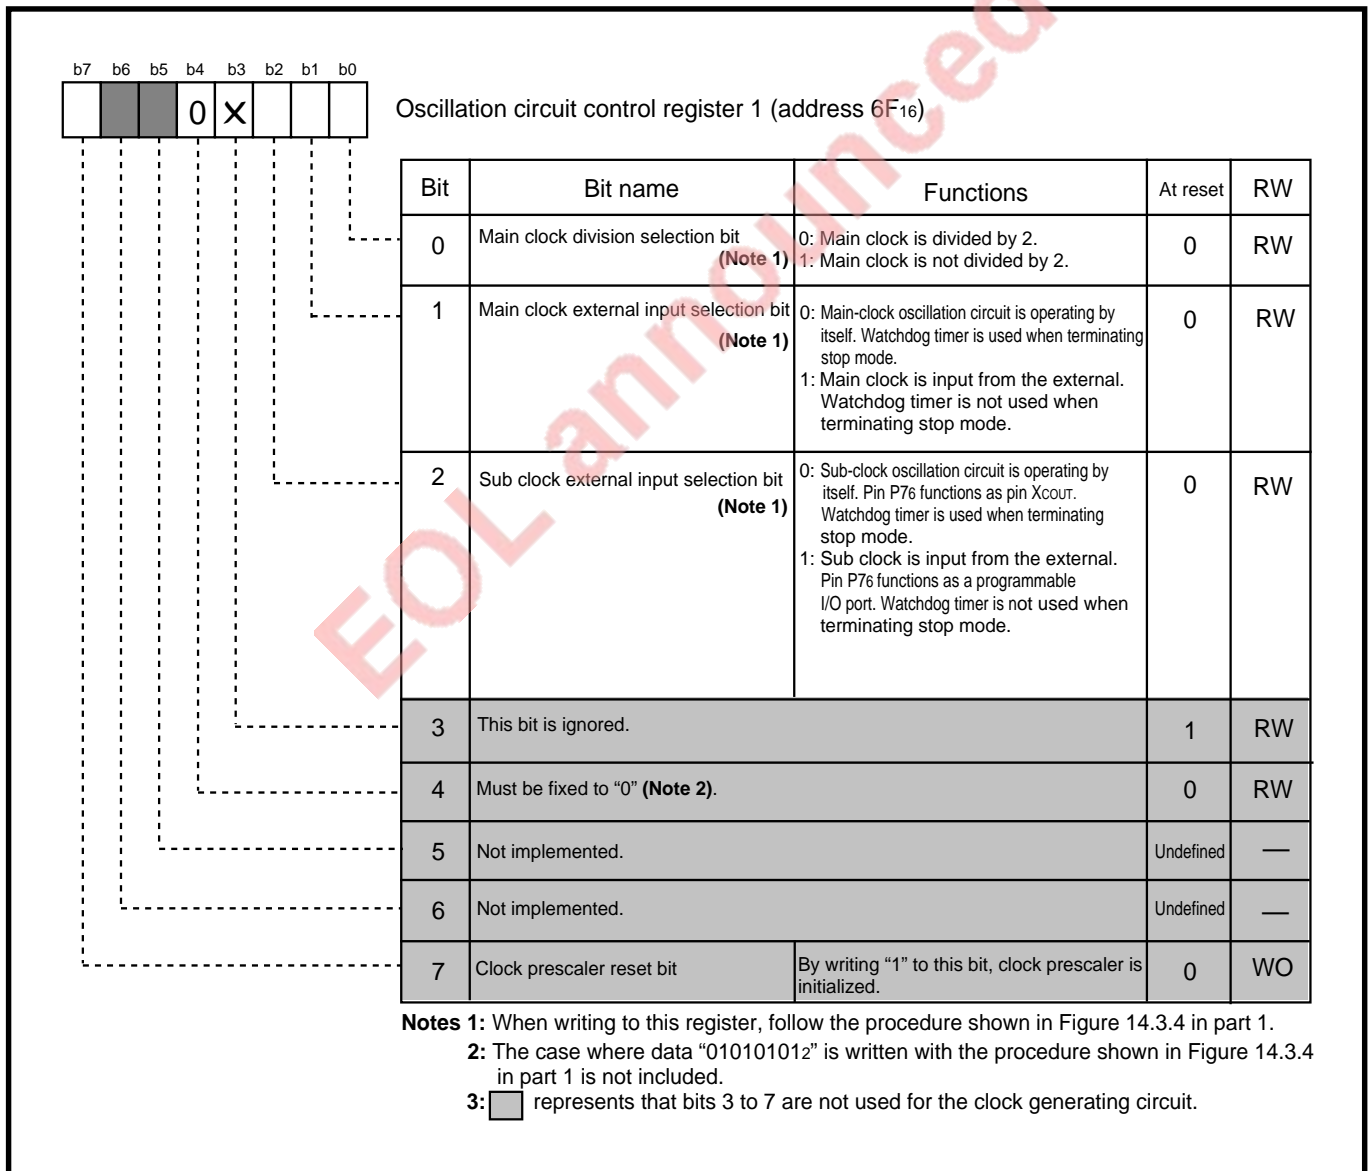 b7 b6 b5 b4 b3 b2 b1 b0
0 X
Oscillation circuit control register 1 (address 6F16)
Bit Bit name Functions At reset RW
0 Main clock division selection bit (Note 1) 0: Main clock is divided by 2. 0 RW
1: Main clock is not divided by 2.
1 Main clock external input selection bit (Note 1) 0: Main-clock oscillation circuit is operating by 0 RW
itself. Watchdog timer is used when terminating
stop mode.
1: Main clock is input from the external.
Watchdog timer is not used when
terminating stop mode.
2 Sub clock external input selection bit (Note 1) 0: Sub-clock oscillation circuit is operating by 0 RW
itself. Pin P76 functions as pin XCOUT.
Watchdog timer is used when terminating
stop mode.
1: Sub clock is input from the external.
Pin P76 functions as a programmable
I/O port. Watchdog timer is not used when
terminating stop mode.
3 This bit is ignored. 1 RW
4 Must be fixed to “0” (Note 2). 0 RW
5 Not implemented. Undefined —
6 Not implemented. Undefined —
7 Clock prescaler reset bit By writing “1” to this bit, clock prescaler is 0 WO
initialized.
Notes 1: When writing to this register, follow the procedure shown in Figure 14.3.4 in part 1.
2: The case where data “010101012” is written with the procedure shown in Figure 14.3.4
in part 1 is not included.
3: represents that bits 3 to 7 are not used for the clock generating circuit.
EOL announced